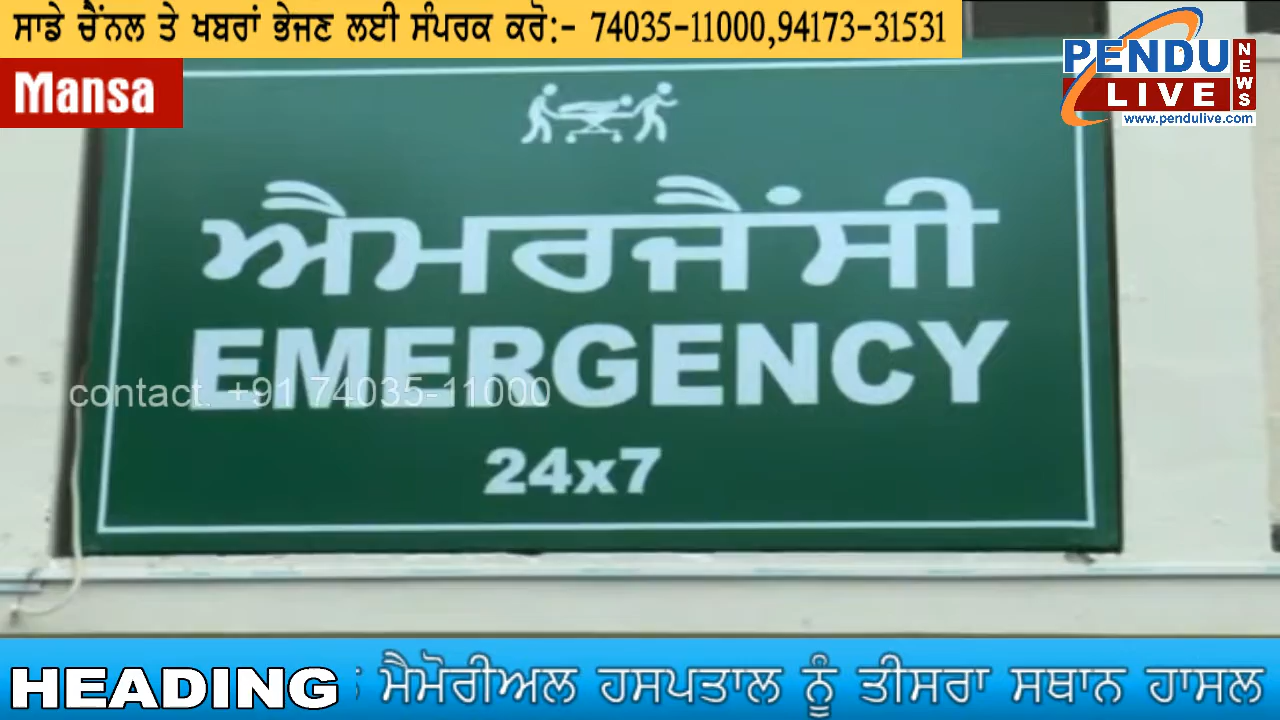 ਸਾਡੇ ਚੈਂਨਲ ਤੇ ਖਬਰਾਂ ਭੇਜਣ ਲਈ ਸੰਪਰਕ ਕਰੋ:- 74035-11000,94173-31531
PENDU
LIVE
NEWS
www.pendulive.com
Mansa
ਐਮਰਜੈਂਸੀ
EMERGENCY
contact. +91 74035-11000
24x7
HEADING
ਮੈਮੋਰੀਅਲ ਹਸਪਤਾਲ ਨੂੰ ਤੀਸਰਾ ਸਥਾਨ ਹਾਸਲ